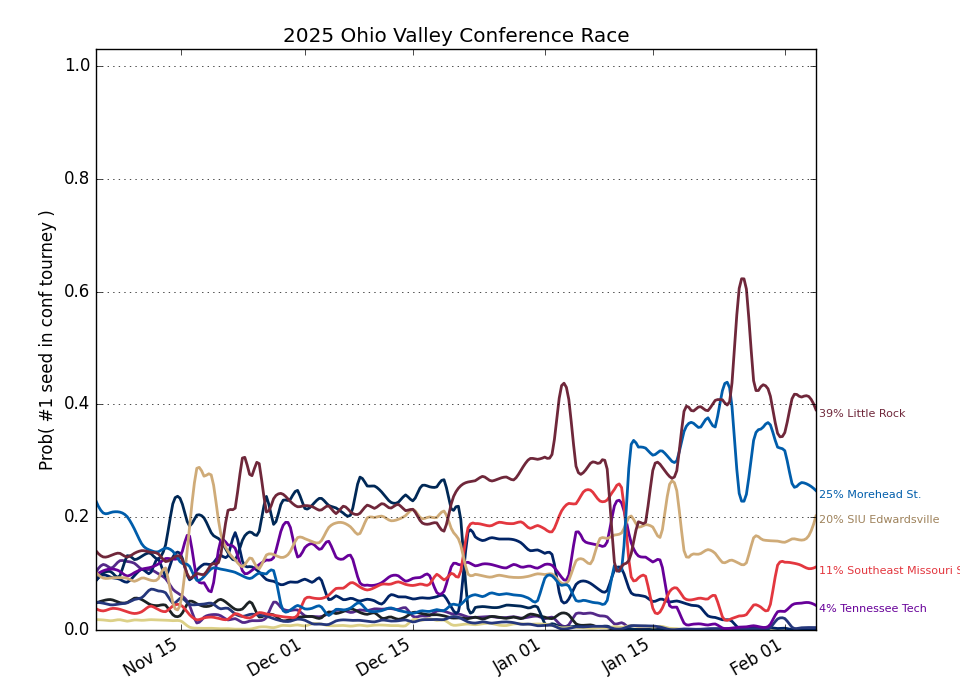 2025 Ohio Valley Conference Race
Prob( #1 seed in conf tourney )
1.0
0.8
0.6
0.4
0.2
0.0
Nov 15
Dec 01
Dec 15
Jan 01
Jan 15
Feb 01
39% Little Rock
25% Morehead St.
20% SIU Edwardsville
11% Southeast Missouri S
4% Tennessee Tech